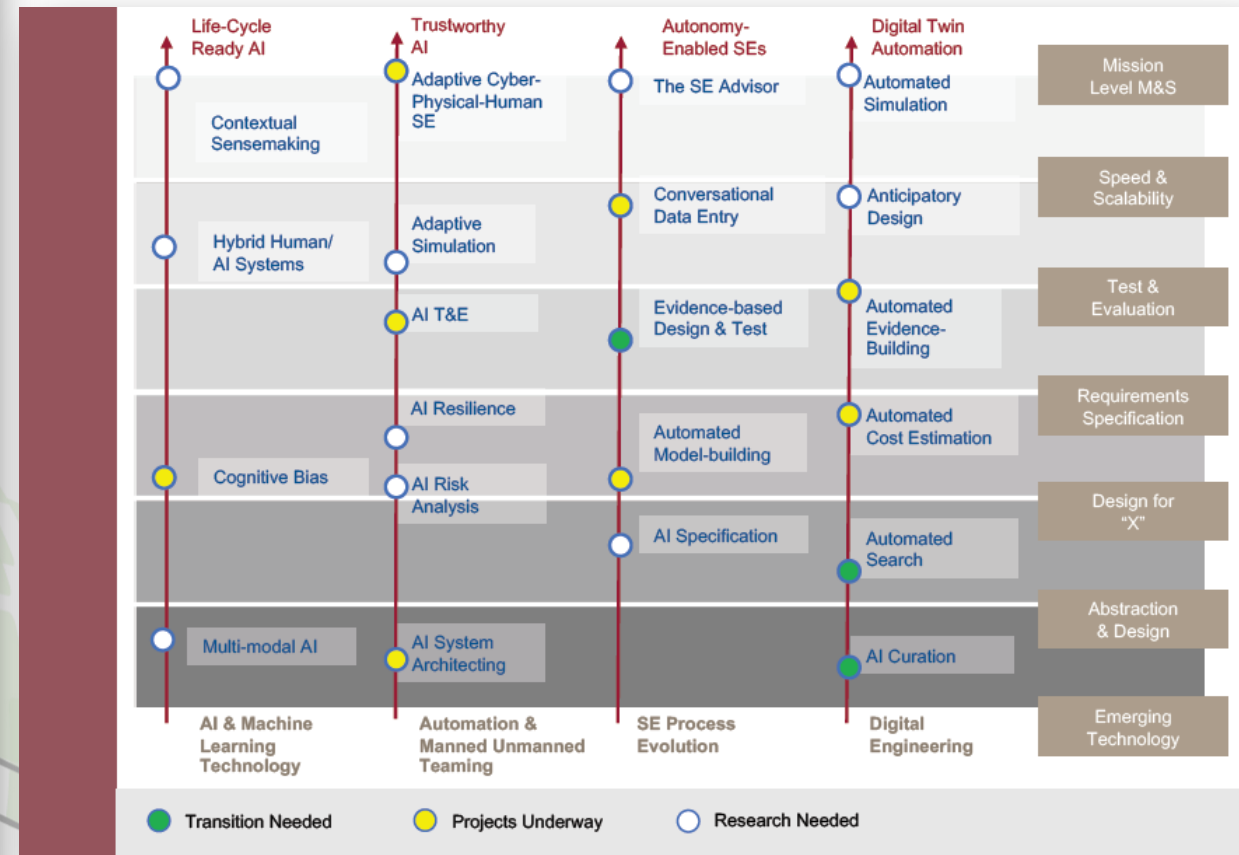 Life-Cycle
Ready AI
Trustworthy
AI
Autonomy-
Enabled SEs
Digital Twin
Automation
Mission
Level M&S
Adaptive Cyber-
Physical-Human
SE
The SE Advisor
Automated
Simulation
Contextual
Sensemaking
Speed &
Scalability
Conversational
Data Entry
Anticipatory
Design
Hybrid Human/
AI Systems
Adaptive
Simulation
Test &
Evaluation
AI T&E
Evidence-based
Design & Test
Automated
Evidence-
Building
Requirements
Specification
AI Resilience
Automated
Model-building
Automated
Cost Estimation
Cognitive Bias
AI Risk
Analysis
Design for
“X”
AI Specification
Automated
Search
Abstraction
& Design
Multi-modal AI
AI System
Architecting
AI Curation
Emerging
Technology
AI & Machine
Learning
Technology
Automation &
Manned Unmanned
Teaming
SE Process
Evolution
Digital
Engineering
Transition Needed
Projects Underway
Research Needed